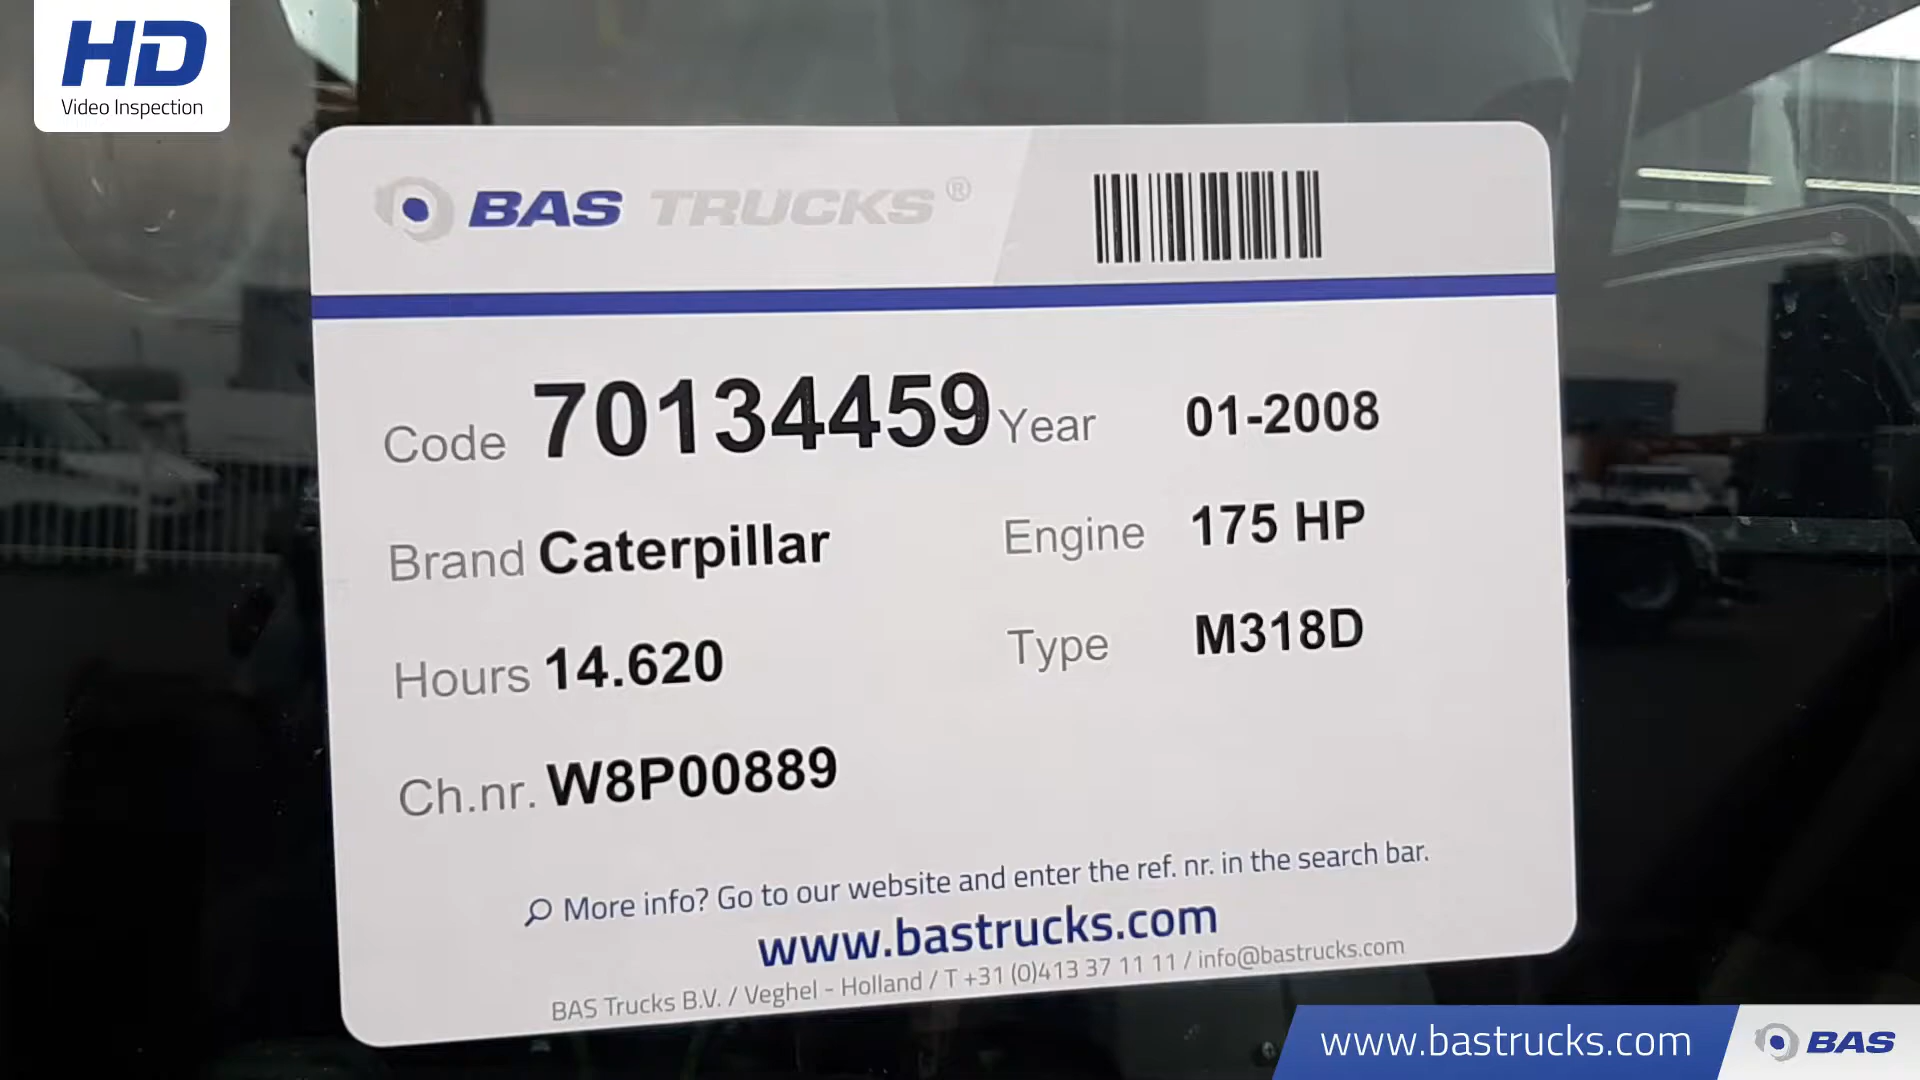 HD
Video Inspection
BAS TRUCKS®
Code 70134459 Year 01-2008
Brand Caterpillar Engine 175 HP
Hours 14.620 Type M318D
Ch.nr. W8P00889
More info? Go to our website and enter the ref. nr. in the search bar.
www.bastrucks.com
BAS Trucks B.V. / Veghel - Holland / T +31 (0)413 37 11 11 / info@bastrucks.com
www.bastrucks.com BAS